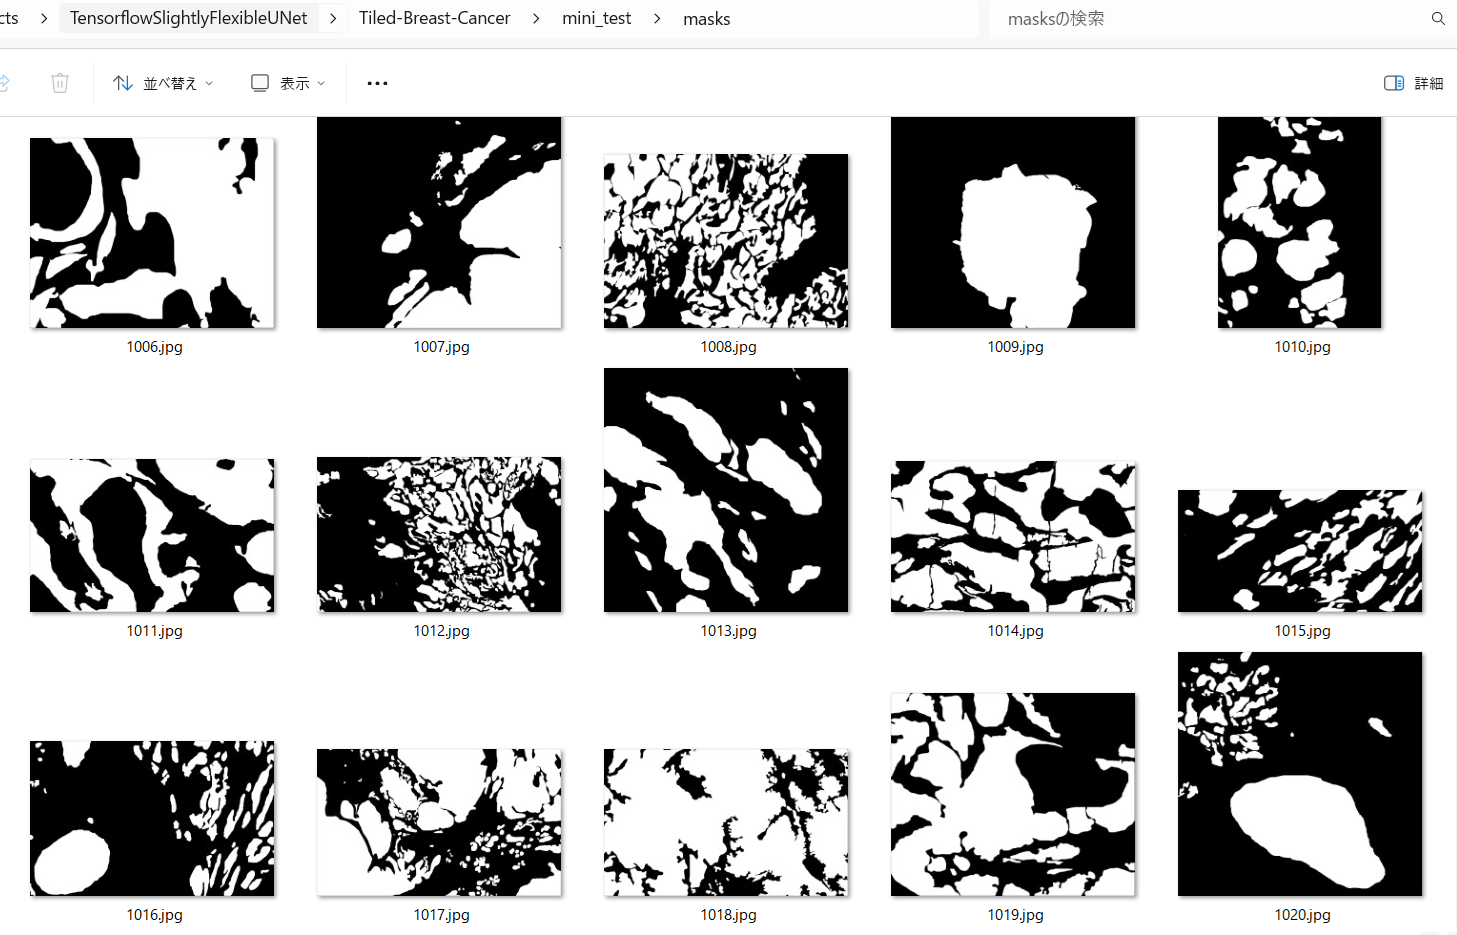 cts > TensorflowSlightlyFlexibleUNet > Tiled-Breast-Cancer > mini_test > masks
masksの検索
並べ替え 表示 詳細
1006.jpg 1007.jpg 1008.jpg 1009.jpg 1010.jpg
1011.jpg 1012.jpg 1013.jpg 1014.jpg 1015.jpg
1016.jpg 1017.jpg 1018.jpg 1019.jpg 1020.jpg